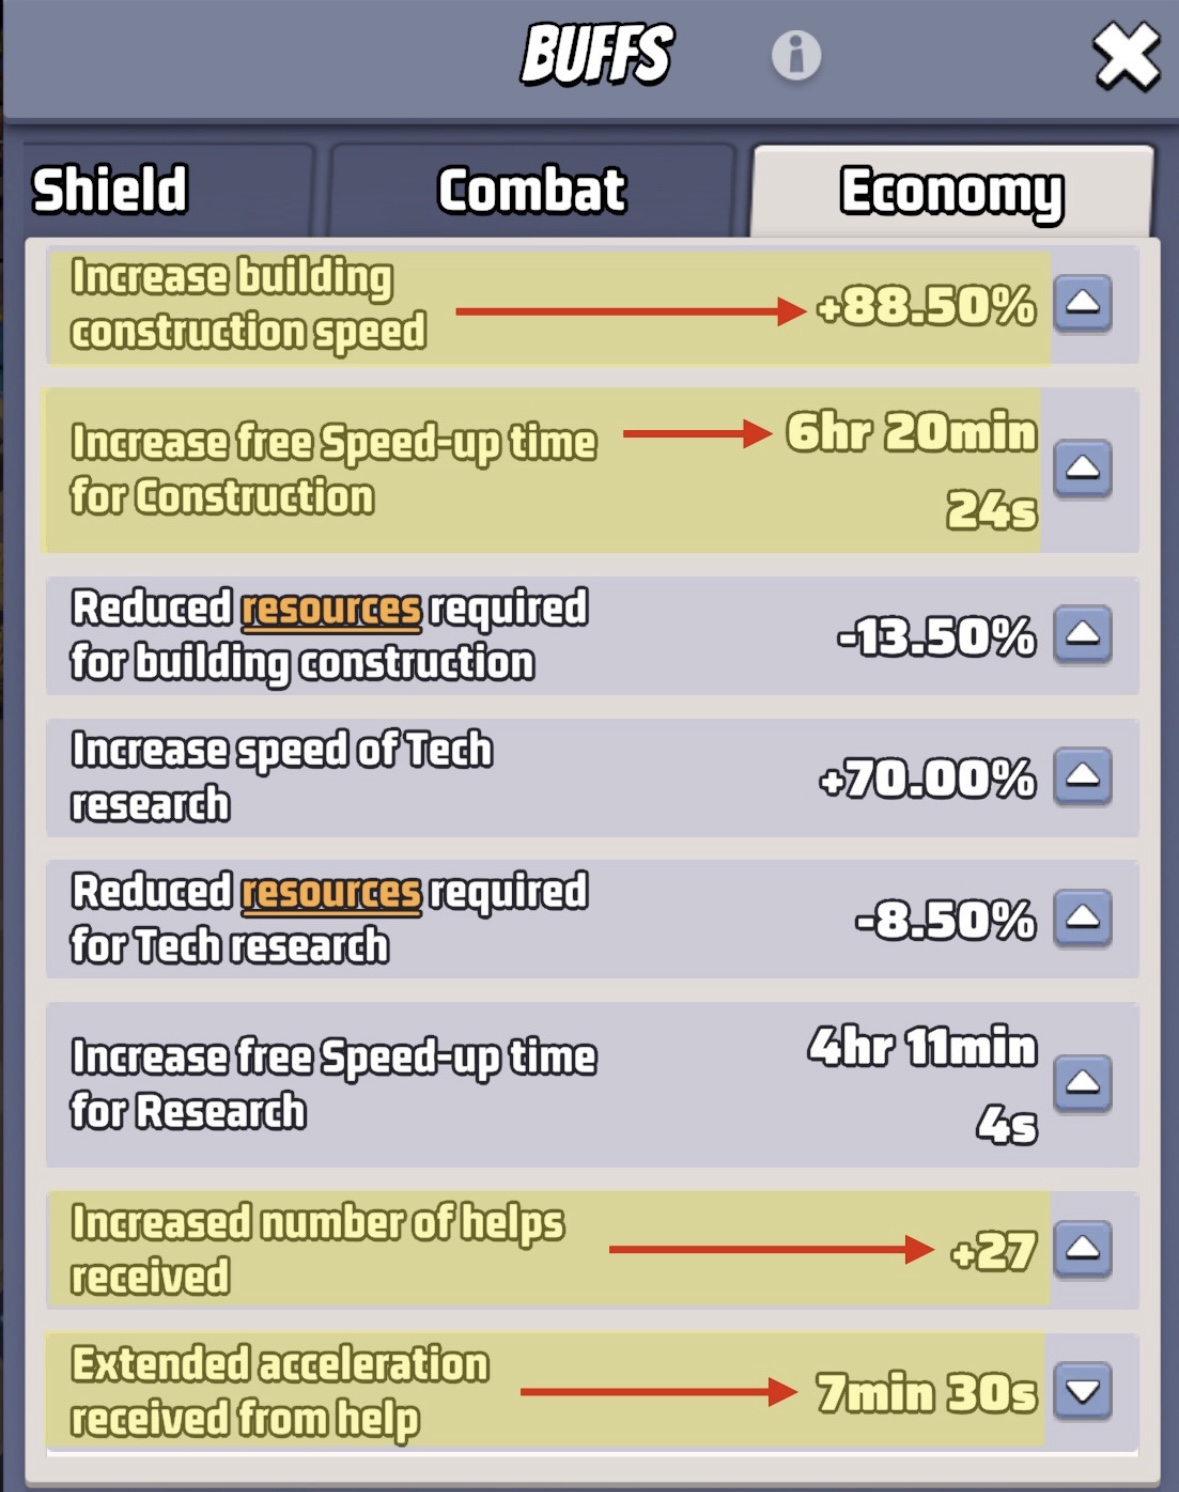 BUFFS
Shield
Combat
Economy
Increase building
construction speed
+88.50%
Increase free Speed-up time
for Construction
6hr 20min
24s
Reduced resources required
for building construction
-13.50%
Increase speed of Tech
research
+70.00%
Reduced resources required
for Tech research
-8.50%
Increase free Speed-up time
for Research
4hr 11min
4s
Increased number of helps
received
+27
Extended acceleration
received from help
7min 30s